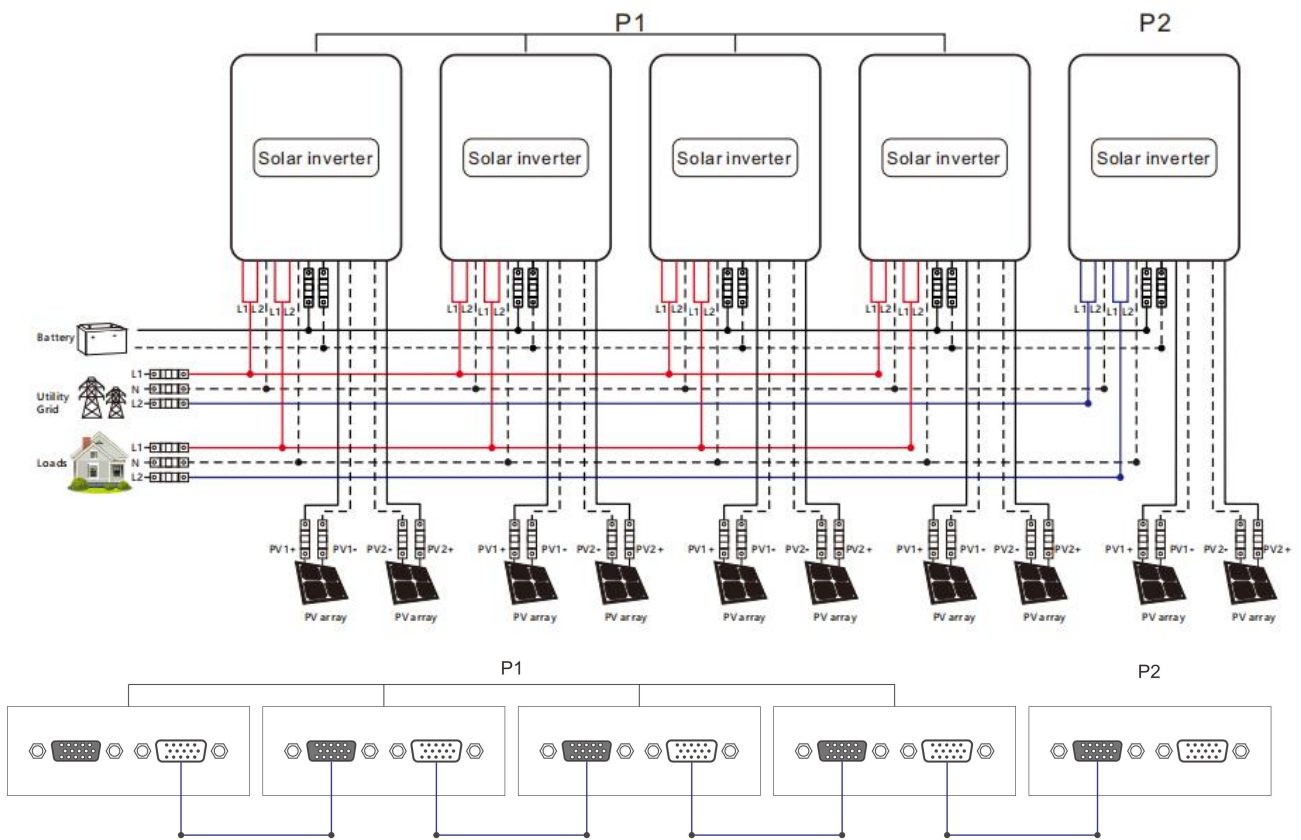 P1 P2
Solar inverter Solar inverter Solar inverter Solar inverter Solar inverter
L1 L2 L1 L2 L1 L2 L1 L2 L1 L2 L1 L2 L1 L2 L1 L2 L1 L2 L1 L2
Battery
L1
Utility N
Grid L2
L1
Loads N
L2
PV1+ PV1- PV2- PV2+ PV1+ PV1- PV2- PV2+ PV1+ PV1- PV2- PV2+ PV1+ PV1- PV2- PV2+ PV1+ PV1- PV2- PV2+
PV array PV array PV array PV array PV array PV array PV array PV array PV array PV array
P1 P2